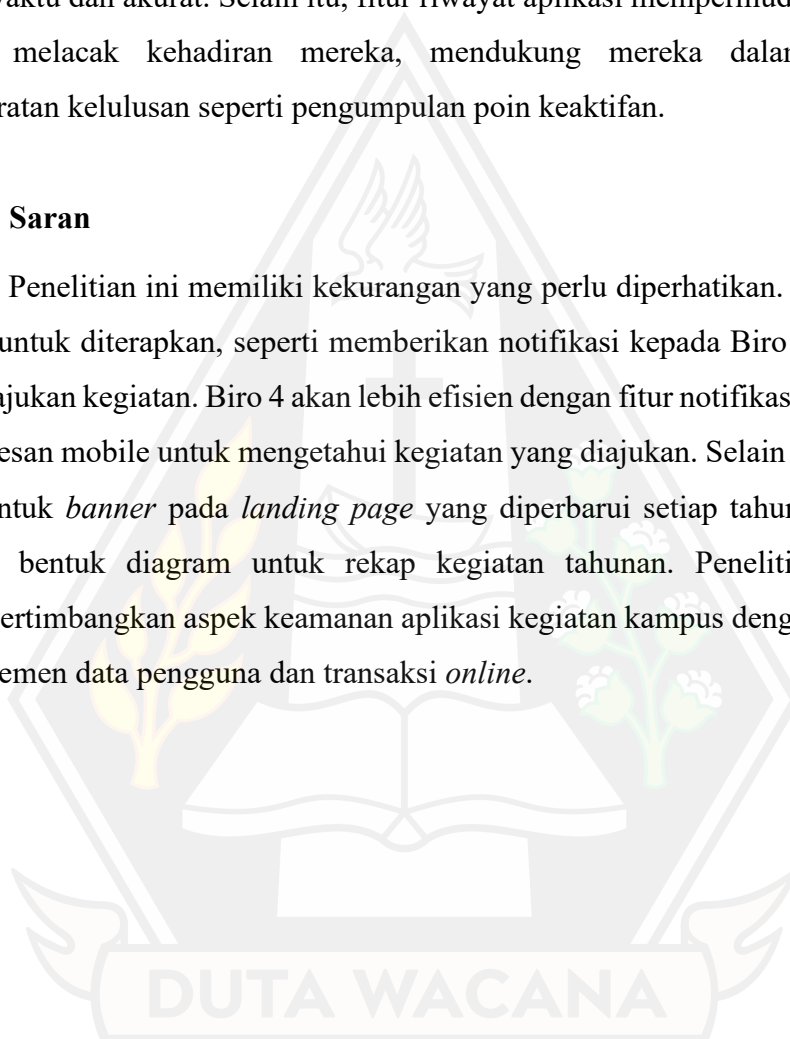 waktu dan akurat. Selain itu, fitur riwayat aplikasi mempermud
melacak kehadiran mereka, mendukung mereka dalam
ratan kelulusan seperti pengumpulan poin keaktifan.
Saran
Penelitian ini memiliki kekurangan yang perlu diperhatikan.
untuk diterapkan, seperti memberikan notifikasi kepada Biro
ajukan kegiatan. Biro 4 akan lebih efisien dengan fitur notifikas
esan mobile untuk mengetahui kegiatan yang diajukan. Selain
ntuk banner pada landing page yang diperbarui setiap tahun
bentuk diagram untuk rekap kegiatan tahunan. Peneliti
pertimbangkan aspek keamanan aplikasi kegiatan kampus deng
emen data pengguna dan transaksi online.
DUTA WACANA